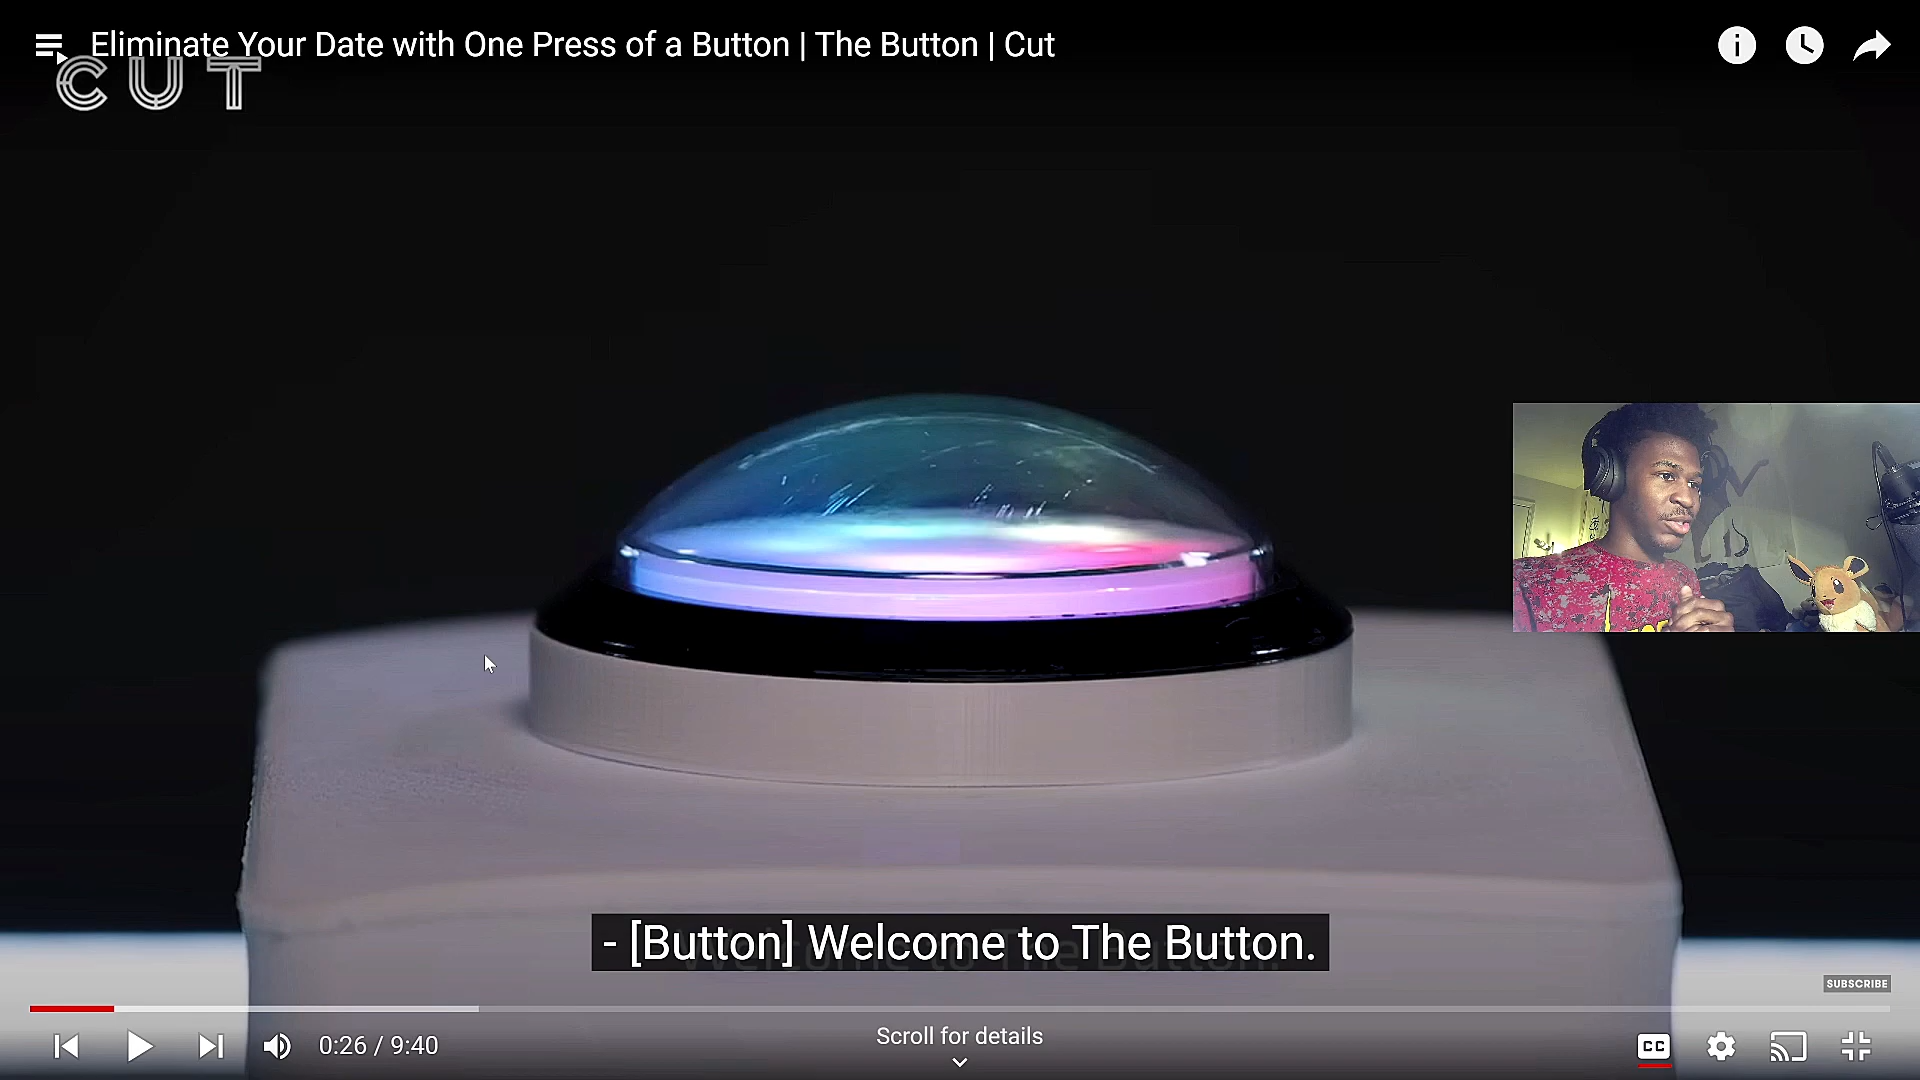 Eliminate Your Date with One Press of a Button | The Button | Cut
CUT
- [Button] Welcome to The Button.
SUBSCRIBE
0:26 / 9:40
Scroll for details
CC